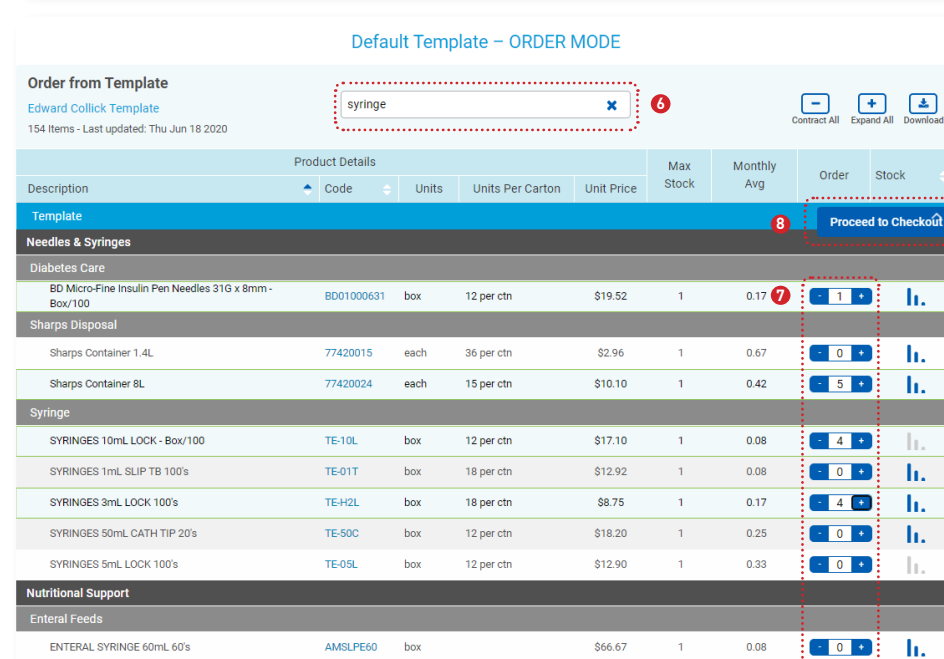 Default Template – ORDER MODE
Order from Template
Edward Collick Template
154 Items - Last updated: Thu Jun 18 2020
syringe
6
Contract All Expand All Download
Product Details Max Stock Monthly Avg Order Stock
Description Code Units Units Per Carton Unit Price
Template 8 Proceed to Checkout
Needles & Syringes
Diabetes Care
BD Micro-Fine Insulin Pen Needles 31G x 8mm -
Box/100 BD01000631 box 12 per ctn $19.52 1 0.17 7 - 1 +
Sharps Disposal
Sharps Container 1.4L 77420015 each 36 per ctn $2.96 1 0.67 - 0 +
Sharps Container 8L 77420024 each 15 per ctn $10.10 1 0.42 - 5 +
Syringe
SYRINGES 10mL LOCK - Box/100 TE-10L box 12 per ctn $17.10 1 0.08 - 4 +
SYRINGES 1mL SLIP TB 100's TE-01T box 18 per ctn $12.92 1 0.08 - 0 +
SYRINGES 3mL LOCK 100's TE-H2L box 18 per ctn $8.75 1 0.17 - 4 +
SYRINGES 50mL CATH TIP 20's TE-50C box 12 per ctn $18.20 1 0.25 - 0 +
SYRINGES 5mL LOCK 100's TE-05L box 12 per ctn $12.90 1 0.33 - 0 +
Nutritional Support
Enteral Feeds
ENTERAL SYRINGE 60mL 60's AMSLPE60 box $66.67 1 0.08 - 0 +